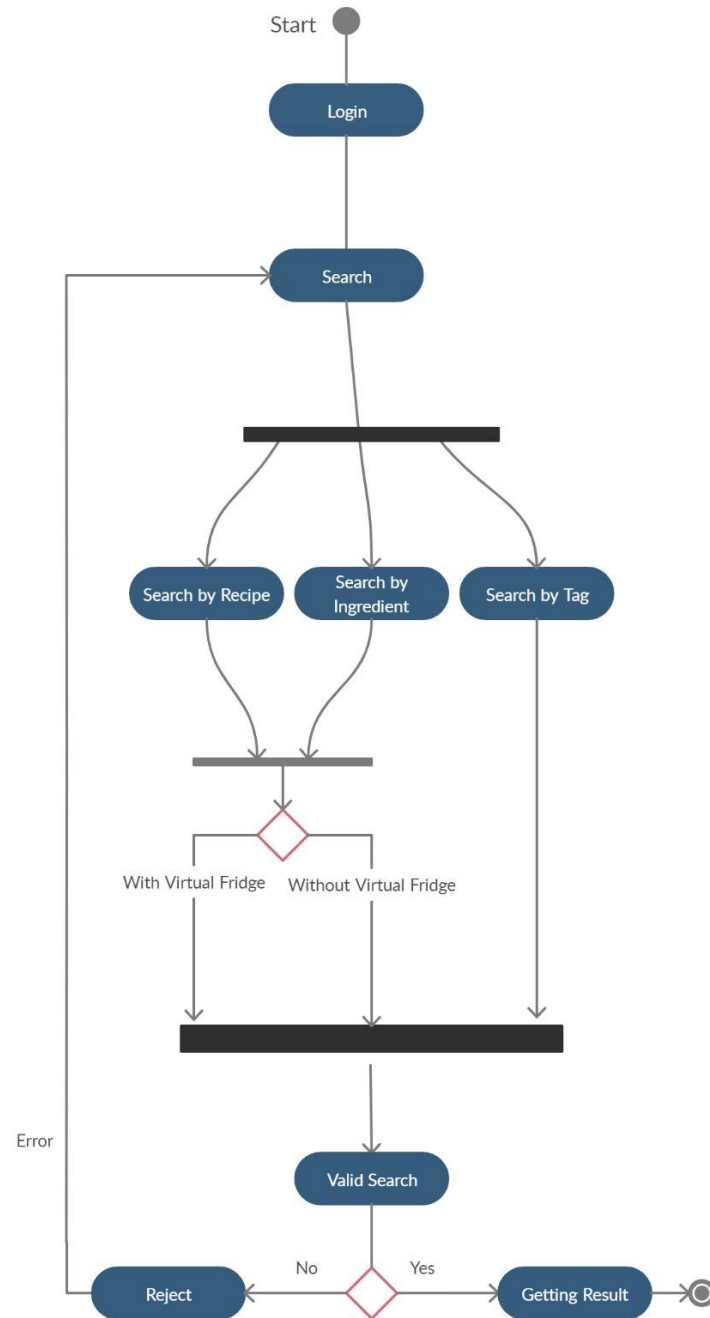 Start
Login
Search
Search by Recipe
Search by
Ingredient
Search by Tag
With Virtual Fridge
Without Virtual Fridge
Error
Valid Search
No
Yes
Reject
Getting Result